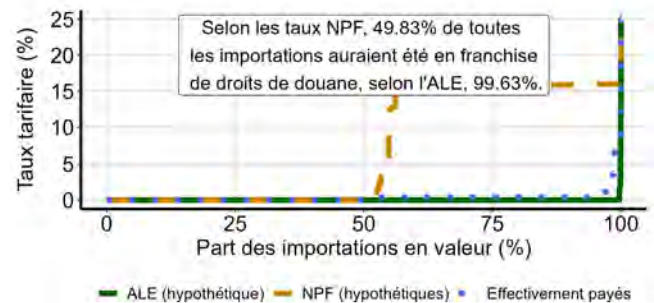 25
20
15
10
5
0
Taux tarifaire (%)
Selon les taux NPF, 49.83% de toutes
les importations auraient été en franchise
de droits de douane, selon l'ALE, 99.63%.
0 25 50 75 100
Part des importations en valeur (%)
ALE (hypothétique) NPF (hypothétiques) Effectivement payés